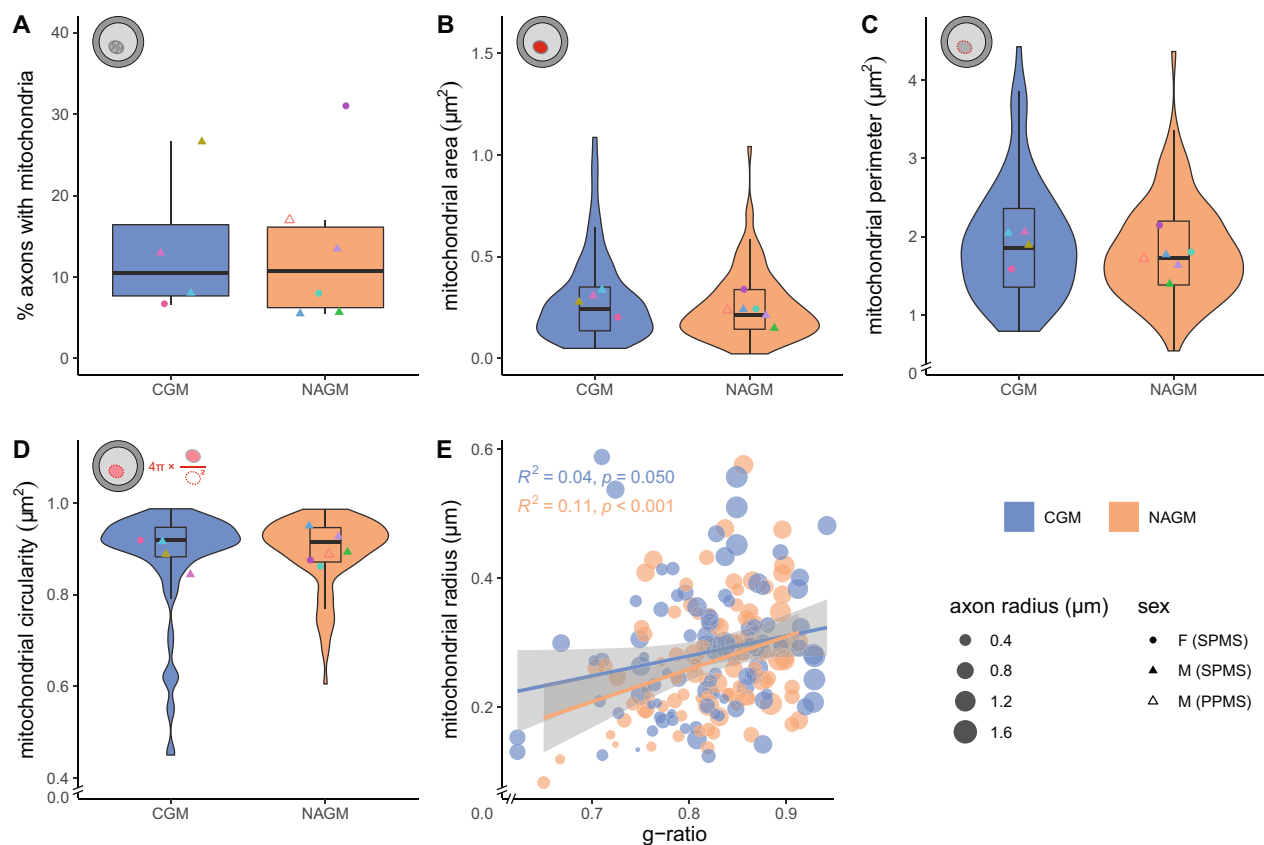 A
% axons with mitochondria
40
30
20
10
0
CGM
NAGM
B
mitochondrial area (μm²)
1.5
1.0
0.5
0.0
CGM
NAGM
C
mitochondrial perimeter (μm²)
4
3
2
1
0
CGM
NAGM
D
4π ×
2
mitochondrial circularity (μm²)
1.0
0.8
0.6
0.4
0.0
CGM
NAGM
E
R² = 0.04, p = 0.050
R² = 0.11, p < 0.001
mitochondrial radius (μm)
0.6
0.4
0.2
0.0
0.7
0.8
0.9
g−ratio
CGM
NAGM
axon radius (μm)
0.4
0.8
1.2
1.6
sex
F (SPMS)
M (SPMS)
M (PPMS)